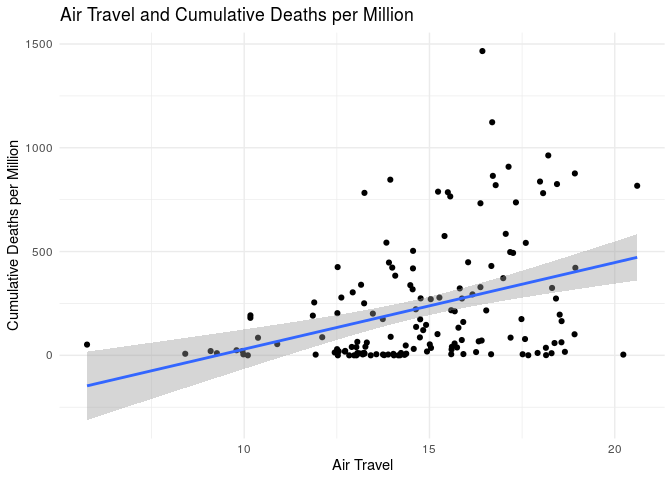 Air Travel and Cumulative Deaths per Million
1500
1000
500
0
Cumulative Deaths per Million
10
15
20
Air Travel